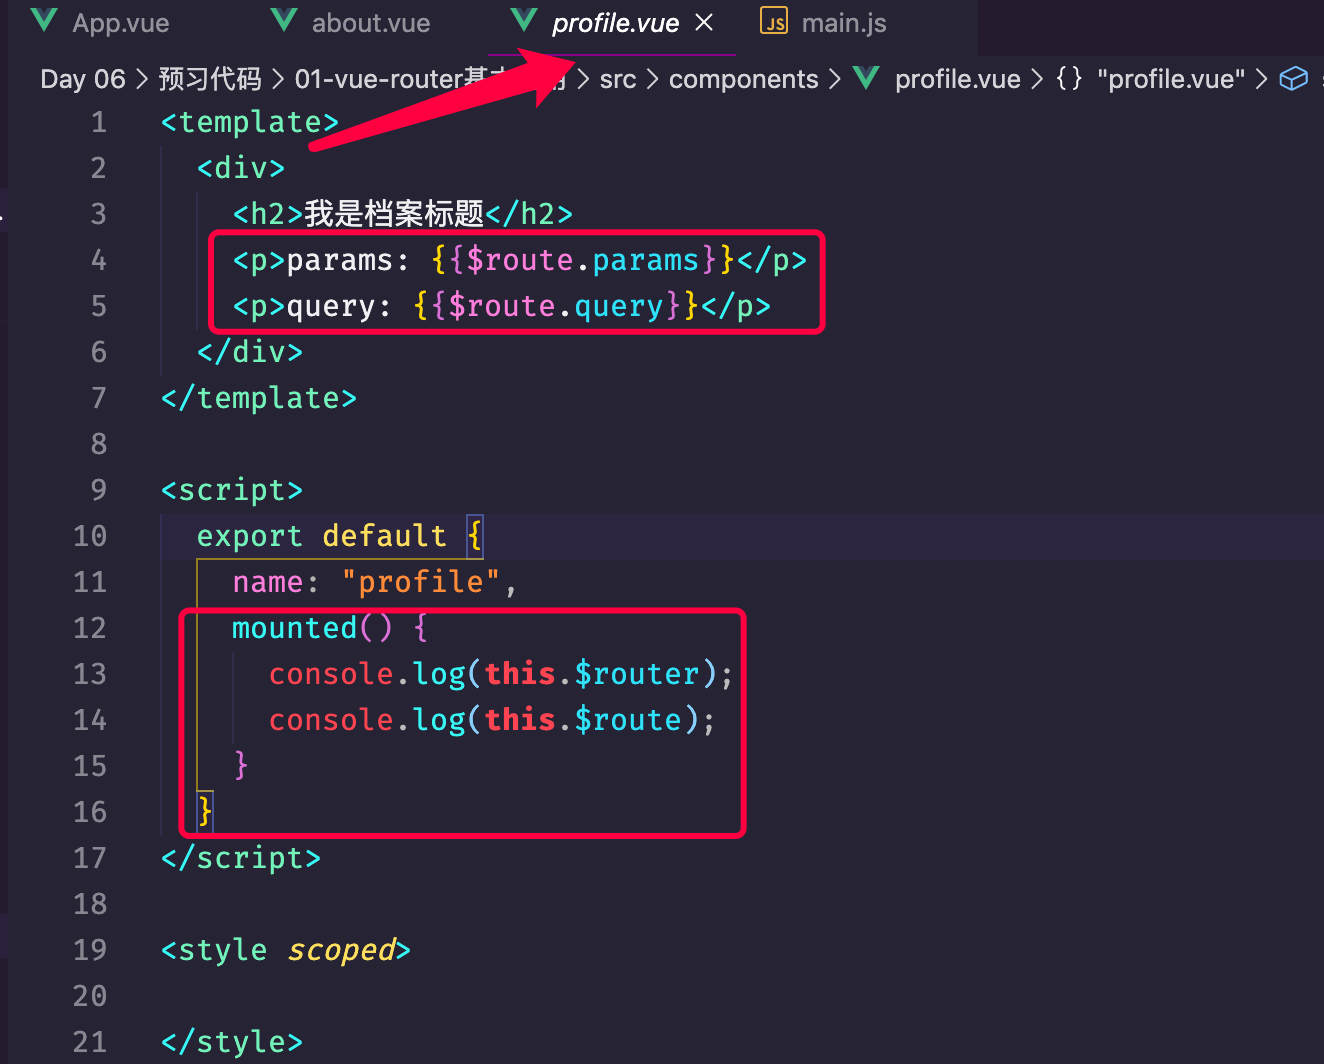 App.vue about.vue profile.vue × JS main.js
Day 06 > 预习代码 > 01-vue-router > src > components > profile.vue > {} "profile.vue" >
1 <template>
2 <div>
3 <h2>我是档案标题</h2>
4 <p>params: {{$route.params}}</p>
5 <p>query: {{$route.query}}</p>
6 </div>
7 </template>
8
9 <script>
10 export default {
11 name: "profile",
12 mounted() {
13 console.log(this.$router);
14 console.log(this.$route);
15 }
16 }
17 </script>
18
19 <style scoped>
20
21 </style>